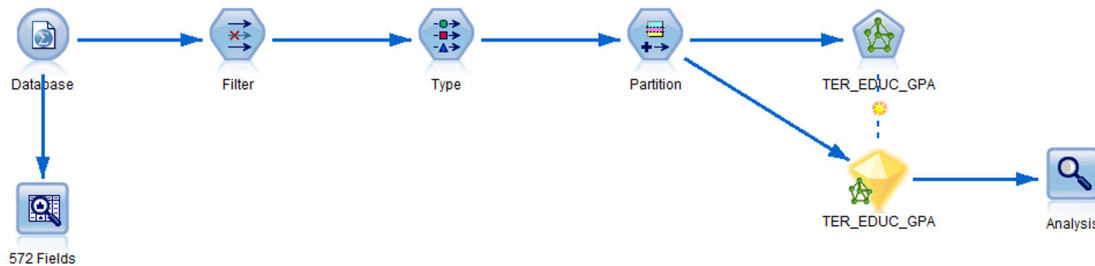 Database
Filter
Type
Partition
TER_EDUC_GPA
TER_EDUC_GPA
Analysis
572 Fields